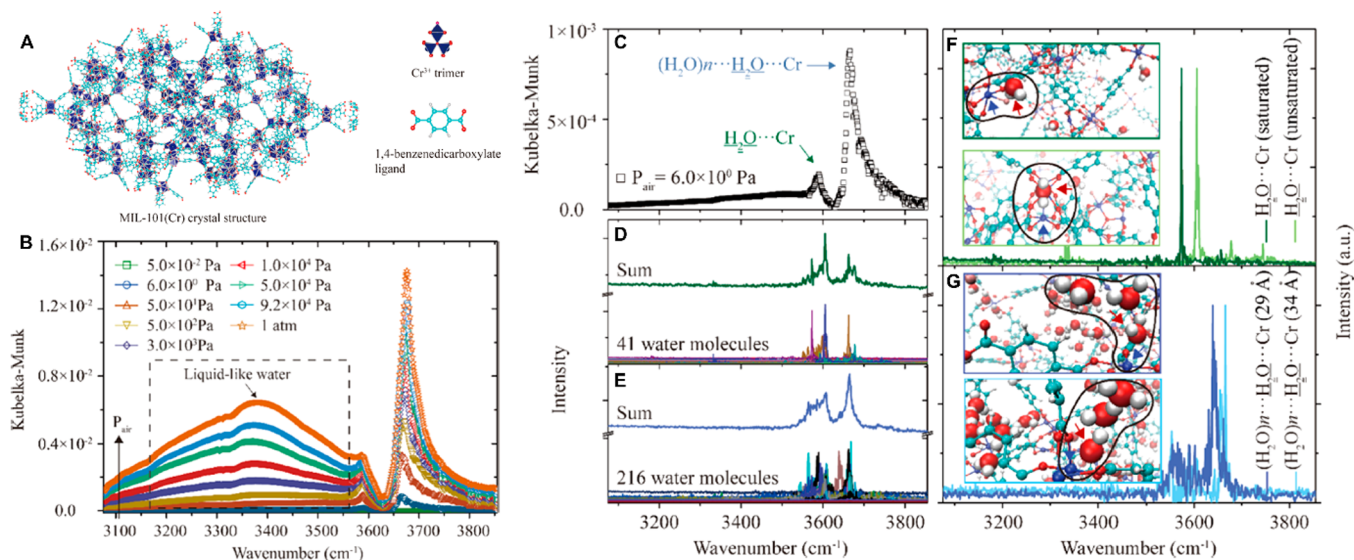 A
Cr³⁺ trimer
1,4-benzenedicarboxylate
ligand
MIL-101(Cr) crystal structure
B
Kubelka-Munk
1.6×10⁻²
1.2×10⁻²
0.8×10⁻²
0.4×10⁻²
0.0
5.0×10⁻² Pa
6.0×10⁰ Pa
5.0×10¹Pa
5.0×10²Pa
3.0×10³Pa
1.0×10⁴ Pa
5.0×10⁴ Pa
9.2×10⁴ Pa
1 atm
Liquid-like water
Pair
3100 3200 3300 3400 3500 3600 3700 3800
Wavenumber (cm⁻¹)
C
Kubelka-Munk
1×10⁻³
5×10⁻⁴
0.0
(H₂O)n···H₂O···Cr
H₂O···Cr
Pair = 6.0×10⁰ Pa
D
Sum
41 water molecules
E
Intensity
Sum
216 water molecules
3200 3400 3600 3800
Wavenumber (cm⁻¹)
F
H₂O···Cr (saturated)
H₂O···Cr (unsaturated)
G
(H₂O)n···H₂O···Cr (29 Å)
(H₂O)n···H₂O···Cr (34 Å)
Intensity (a.u.)
3200 3400 3600 3800
Wavenumber (cm⁻¹)